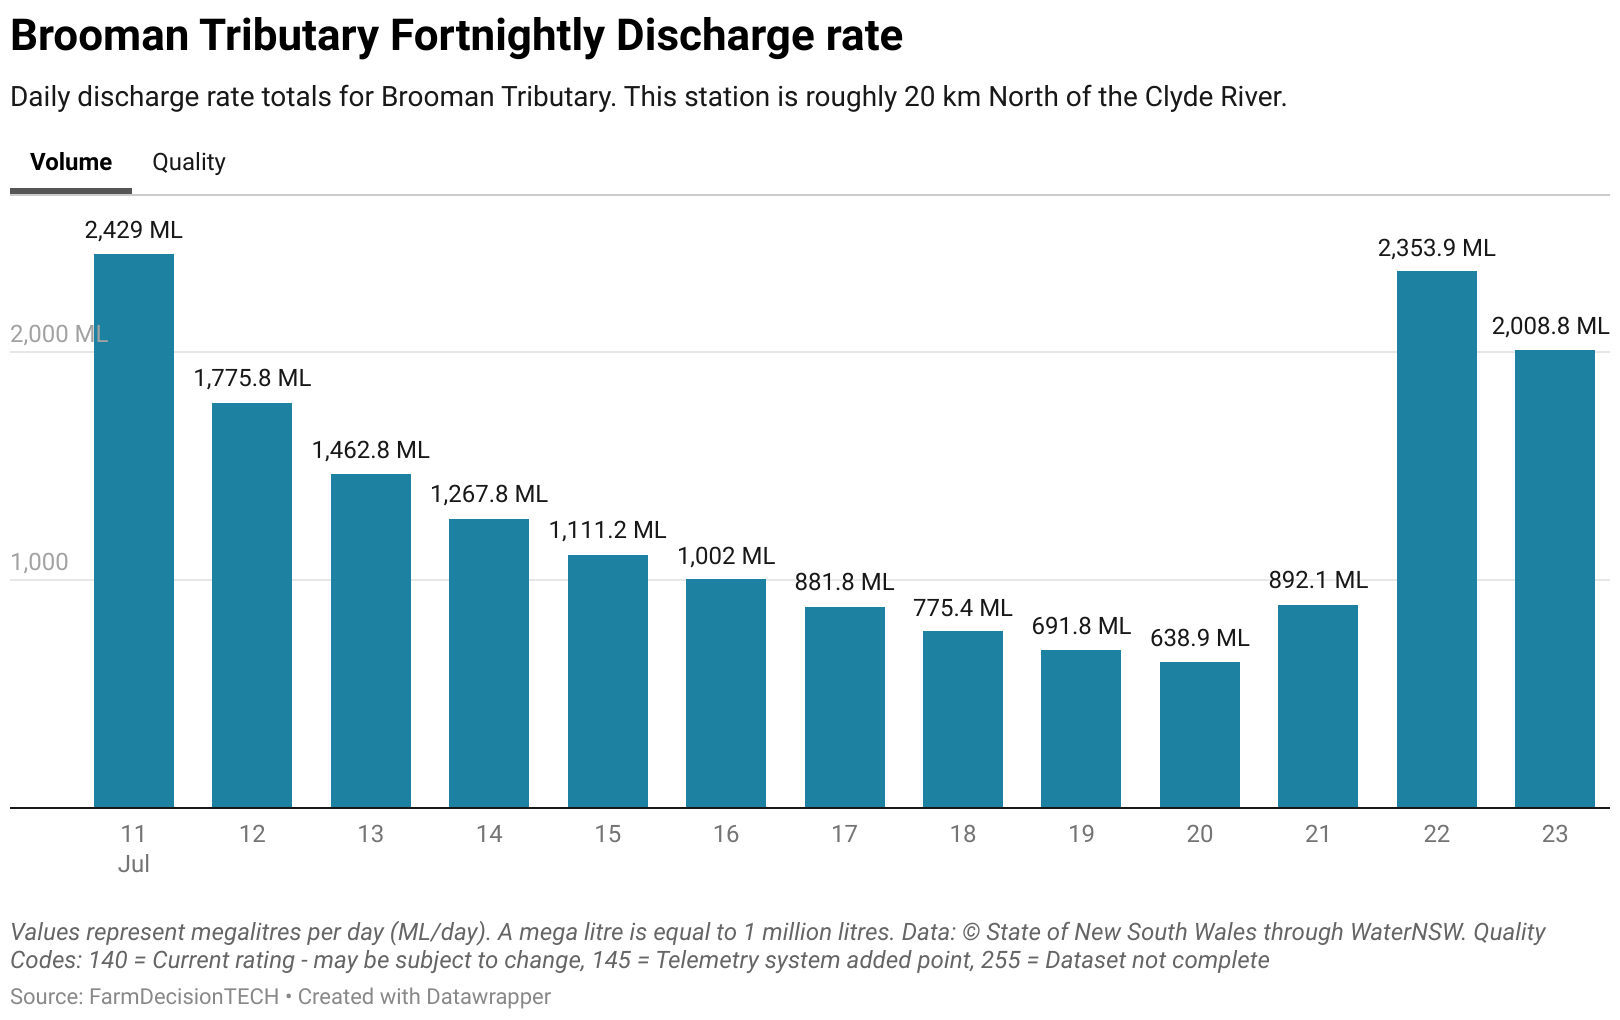 Brooman Tributary Fortnightly Discharge rate
Daily discharge rate totals for Brooman Tributary. This station is roughly 20 km North of the Clyde River.
Volume Quality
2,429 ML
2,353.9 ML
2,008.8 ML
2,000 ML
1,775.8 ML
1,462.8 ML
1,267.8 ML
1,111.2 ML
1,002 ML
1,000
881.8 ML
892.1 ML
775.4 ML
691.8 ML
638.9 ML
11 12 13 14 15 16 17 18 19 20 21 22 23
Jul
Values represent megalitres per day (ML/day). A mega litre is equal to 1 million litres. Data: © State of New South Wales through WaterNSW. Quality
Codes: 140 = Current rating - may be subject to change, 145 = Telemetry system added point, 255 = Dataset not complete
Source: FarmDecisionTECH • Created with Datawrapper